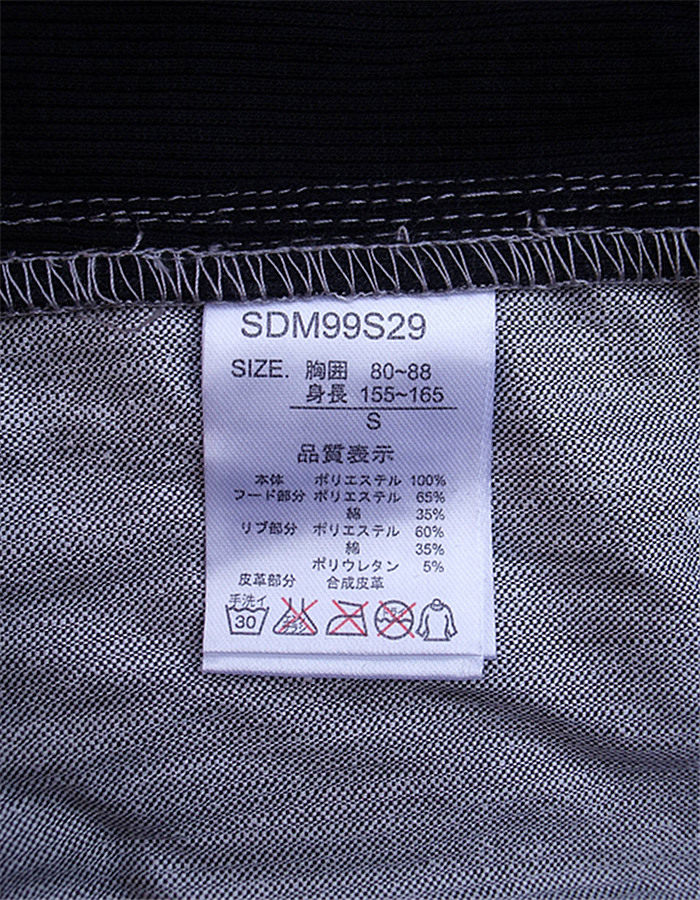 SDM99S29
SIZE. 胸囲 80~88
身長 155~165
S
品質表示
本体 ポリエステル 100%
フード部分 ポリエステル 65%
綿 35%
リブ部分 ポリエステル 60%
綿 35%
ポリウレタン 5%
皮革部分 合成皮革
手洗イ
30